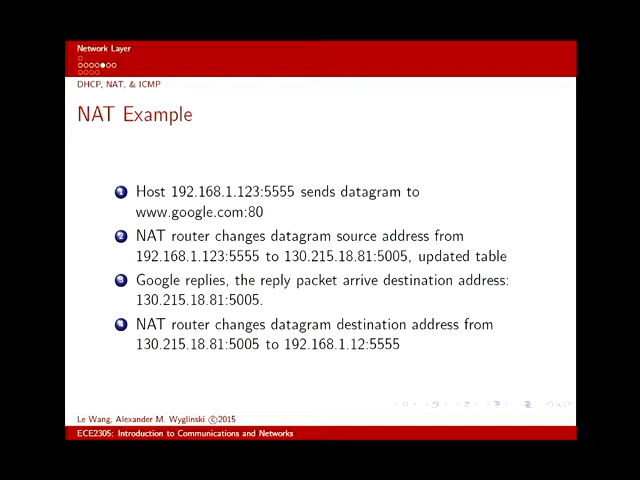 Network Layer
DHCP, NAT, & ICMP
NAT Example
1 Host 192.168.1.123:5555 sends datagram to
www.google.com:80
2 NAT router changes datagram source address from
192.168.1.123:5555 to 130.215.18.81:5005, updated table
3 Google replies, the reply packet arrive destination address:
130.215.18.81:5005.
4 NAT router changes datagram destination address from
130.215.18.81:5005 to 192.168.1.12:5555
Le Wang, Alexander M. Wyglinski ©2015
ECE2305: Introduction to Communications and Networks